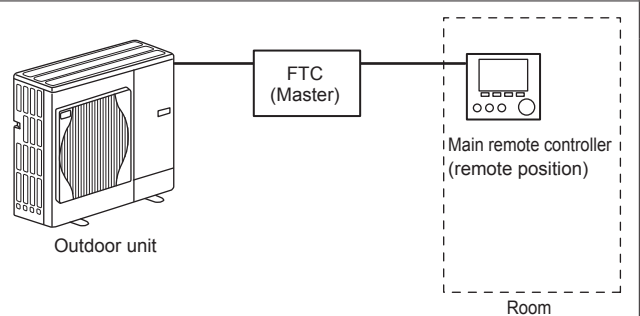 FTC
(Master)
Main remote controller
(remote position)
Outdoor unit
Room